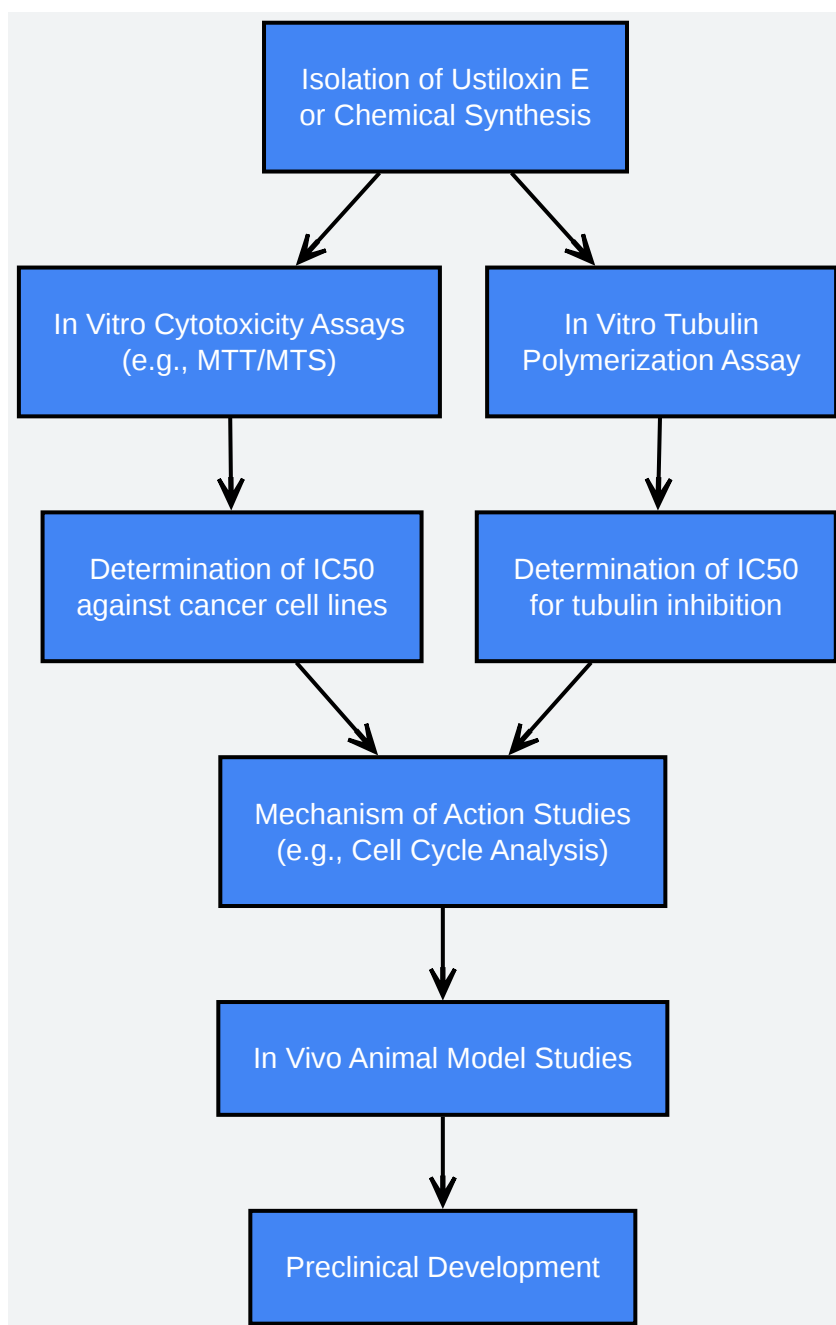 Isolation of Ustiloxin E
or Chemical Synthesis
In Vitro Cytotoxicity Assays
(e.g., MTT/MTS)
In Vitro Tubulin
Polymerization Assay
Determination of IC50
against cancer cell lines
Determination of IC50
for tubulin inhibition
Mechanism of Action Studies
(e.g., Cell Cycle Analysis)
In Vivo Animal Model Studies
Preclinical Development